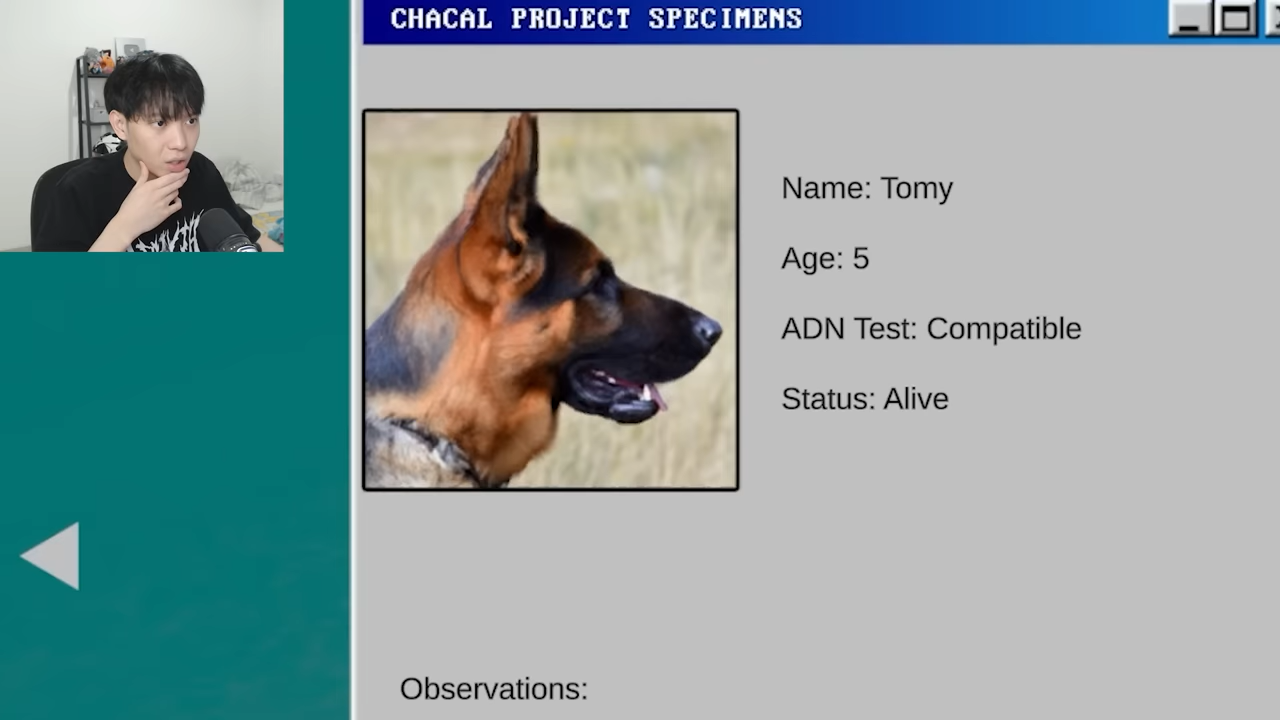 CHACAL PROJECT SPECIMENS
Name: Tomy
Age: 5
ADN Test: Compatible
Status: Alive
Observations: